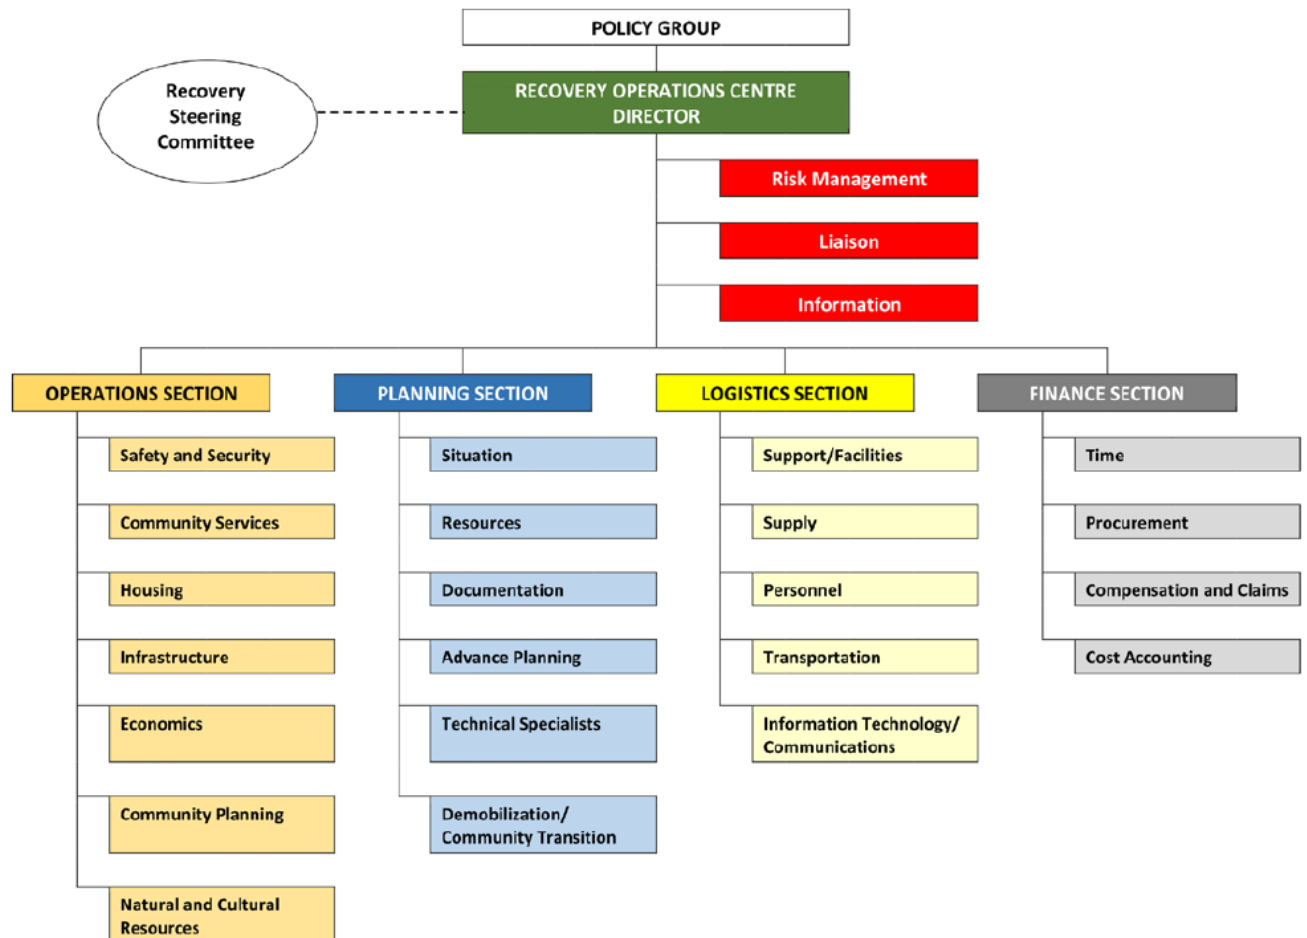 POLICY GROUP
Recovery
Steering
Committee
RECOVERY OPERATIONS CENTRE
DIRECTOR
Risk Management
Liaison
Information
OPERATIONS SECTION
Safety and Security
Community Services
Housing
Infrastructure
Economics
Community Planning
Natural and Cultural
Resources
PLANNING SECTION
Situation
Resources
Documentation
Advance Planning
Technical Specialists
Demobilization/
Community Transition
LOGISTICS SECTION
Support/Facilities
Supply
Personnel
Transportation
Information Technology/
Communications
FINANCE SECTION
Time
Procurement
Compensation and Claims
Cost Accounting